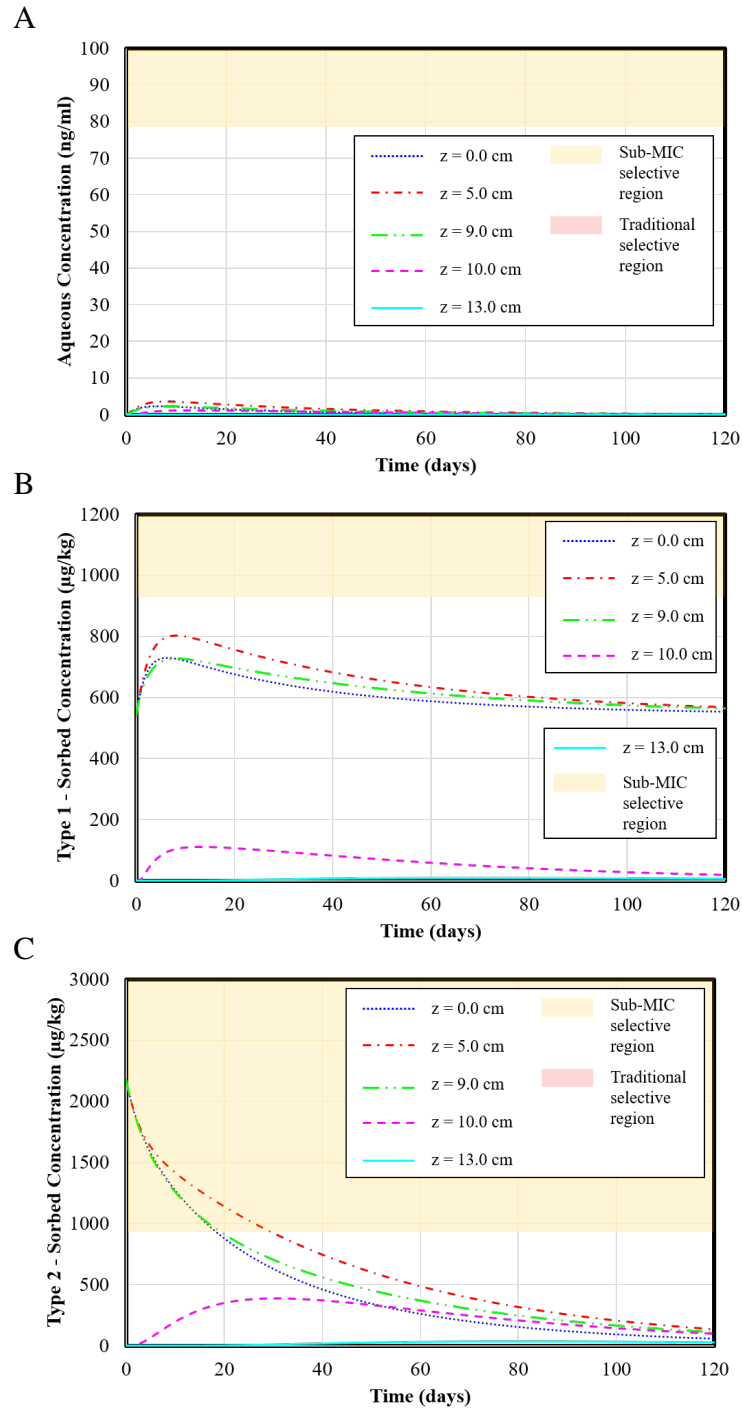 A
Aqueous Concentration (ng/ml)
100
90
80
70
60
50
40
30
20
10
0
z = 0.0 cm
z = 5.0 cm
z = 9.0 cm
z = 10.0 cm
z = 13.0 cm
Sub-MIC
selective
region
Traditional
selective
region
0
20
40
60
80
100
120
Time (days)
B
Type 1 - Sorbed Concentration (µg/kg)
1200
1000
800
600
400
200
0
z = 0.0 cm
z = 5.0 cm
z = 9.0 cm
z = 10.0 cm
z = 13.0 cm
Sub-MIC
selective
region
0
20
40
60
80
100
120
Time (days)
C
Type 2 - Sorbed Concentration (µg/kg)
3000
2500
2000
1500
1000
500
0
z = 0.0 cm
z = 5.0 cm
z = 9.0 cm
z = 10.0 cm
z = 13.0 cm
Sub-MIC
selective
region
Traditional
selective
region
0
20
40
60
80
100
120
Time (days)